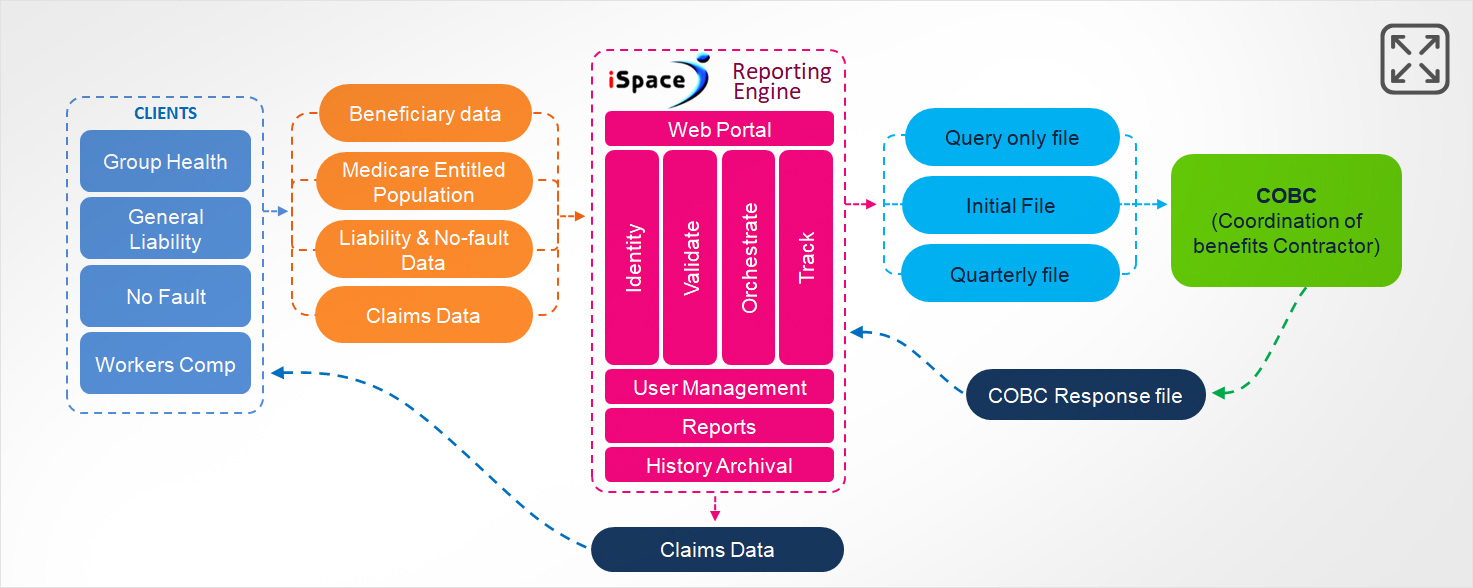 CLIENTS
Group Health
General
Liability
No Fault
Workers Comp
Beneficiary data
Medicare Entitled
Population
Liability & No-fault
Data
Claims Data
iSpace
Reporting
Engine
Web Portal
Identity
Validate
Orchestrate
Track
User Management
Reports
History Archival
Claims Data
Query only file
Initial File
Quarterly file
COBC
(Coordination of
benefits Contractor)
COBC Response file